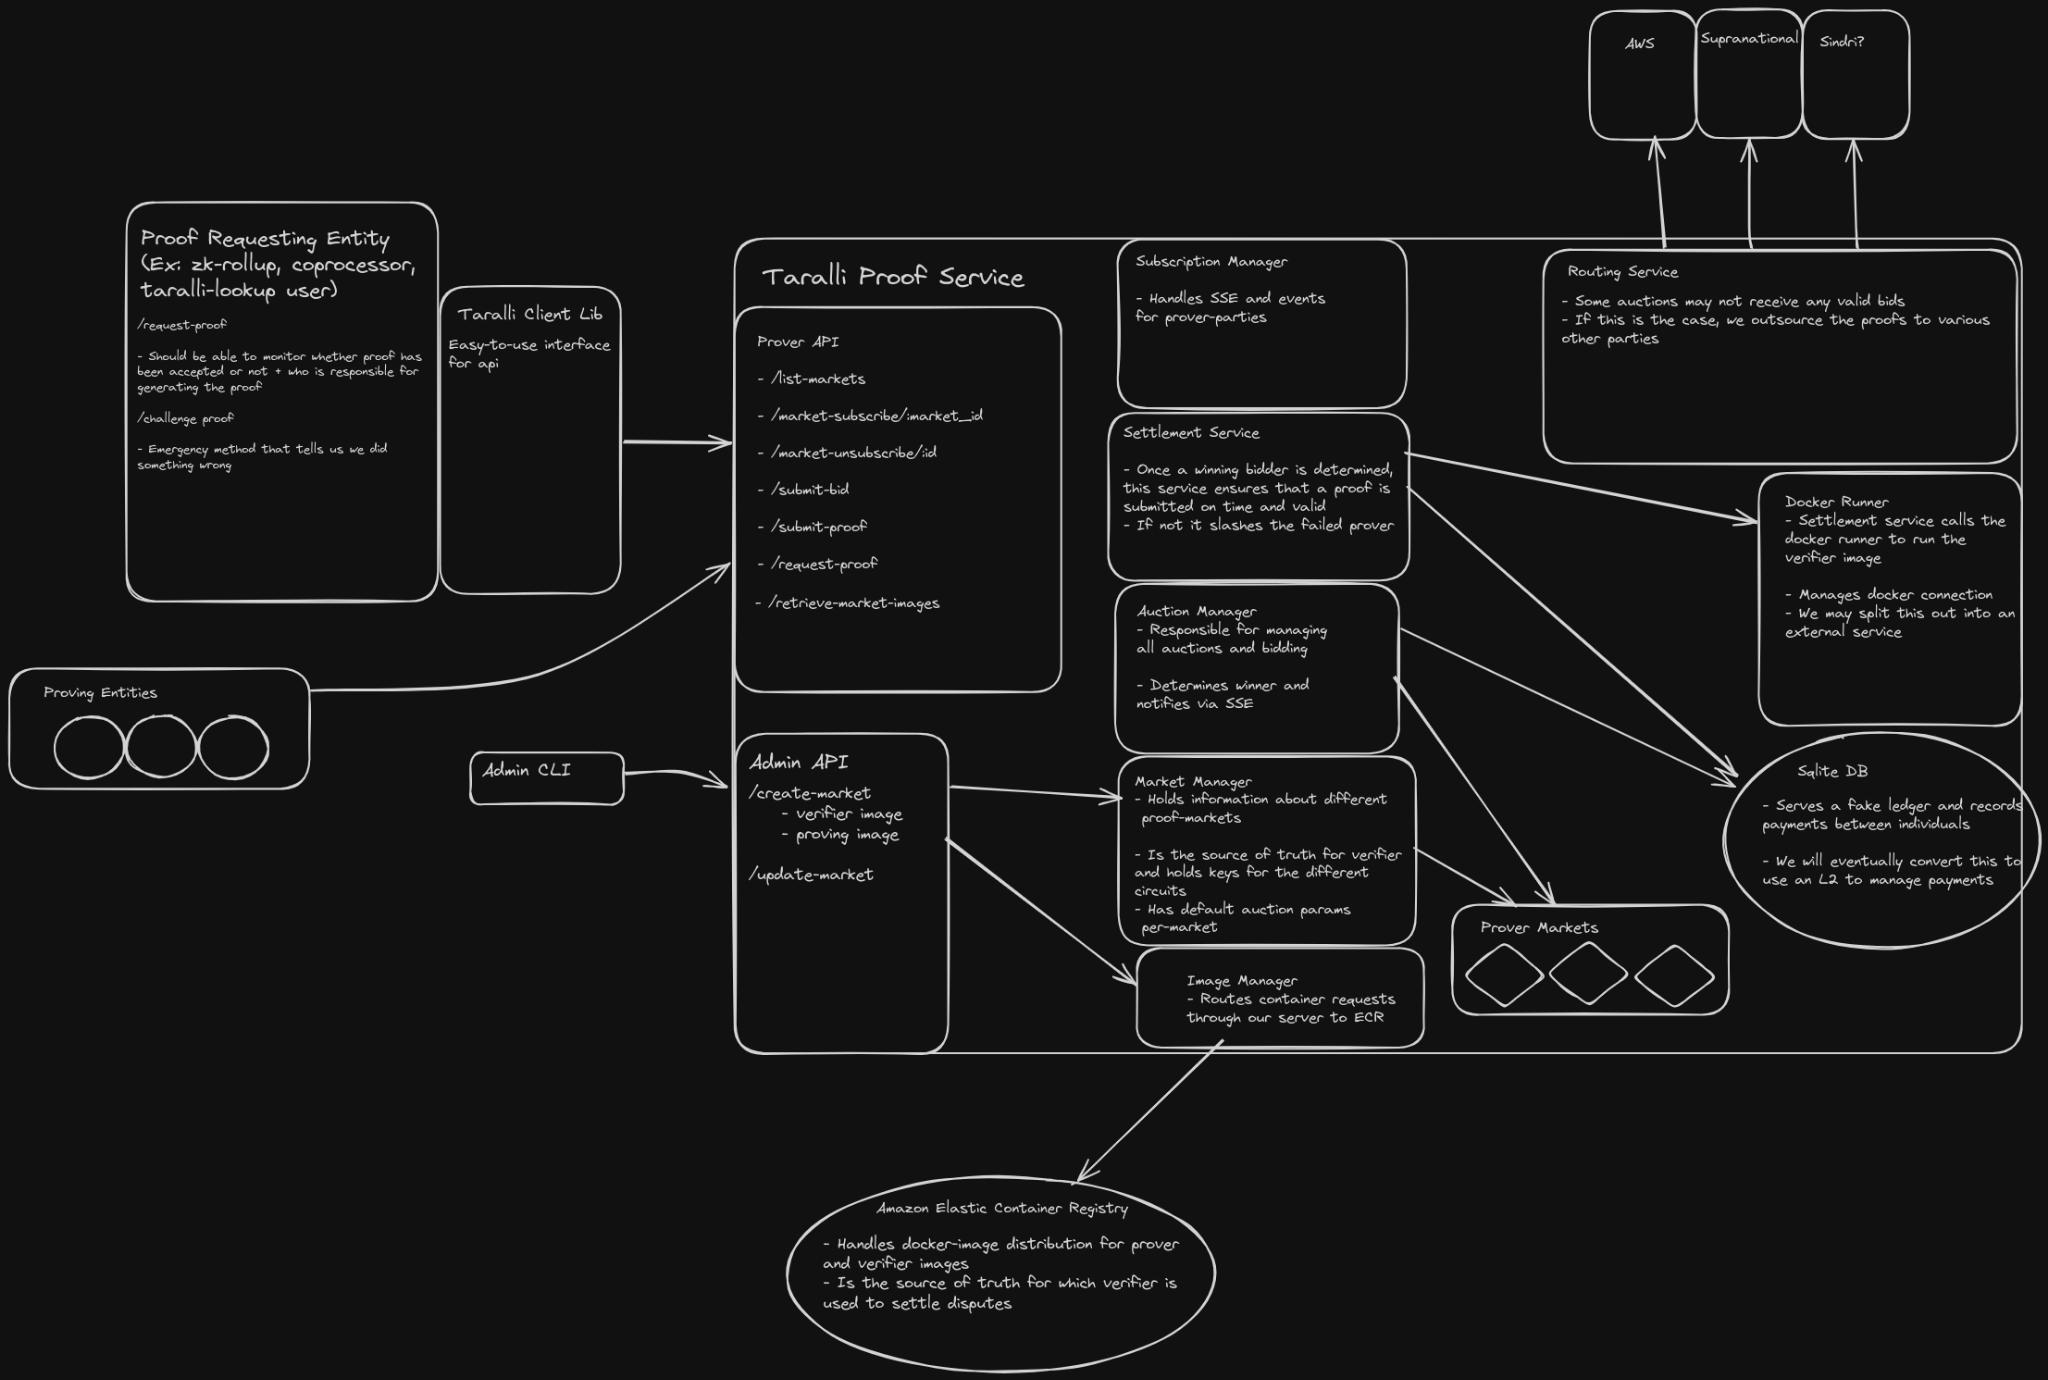 AWS
Supranational
Sindri?
Proof Requesting Entity
(Ex: zk-rollup, coprocessor,
taralli-lookup user)
/request-proof
- Should be able to monitor whether proof has
been accepted or not + who is responsible for
generating the proof
/challenge proof
- Emergency method that tells us we did
something wrong
Taralli Client Lib
Easy-to-use interface
for api
Taralli Proof Service
Prover API
- /list-markets
- /market-subscribe/:market_id
- /market-unsubscribe/:id
- /submit-bid
- /submit-proof
- /request-proof
- /retrieve-market-images
Subscription Manager
- Handles SSE and events
for prover-parties
Routing Service
- Some auctions may not receive any valid bids
- If this is the case, we outsource the proofs to various
other parties
Settlement Service
- Once a winning bidder is determined,
this service ensures that a proof is
submitted on time and valid
- If not it slashes the failed prover
Docker Runner
- Settlement service calls the
docker runner to run the
verifier image
- Manages docker connection
- We may split this out into an
external service
Auction Manager
- Responsible for managing
all auctions and bidding
- Determines winner and
notifies via SSE
Proving Entities
Admin CLI
Admin API
/create-market
- verifier image
- proving image
/update-market
Market Manager
- Holds information about different
proof-markets
- Is the source of truth for verifier
and holds keys for the different
circuits
- Has default auction params
per-market
Sqlite DB
- Serves a fake ledger and records
payments between individuals
- We will eventually convert this to
use an L2 to manage payments
Prover Markets
Image Manager
- Routes container requests
through our server to ECR
Amazon Elastic Container Registry
- Handles docker-image distribution for prover
and verifier images
- Is the source of truth for which verifier is
used to settle disputes